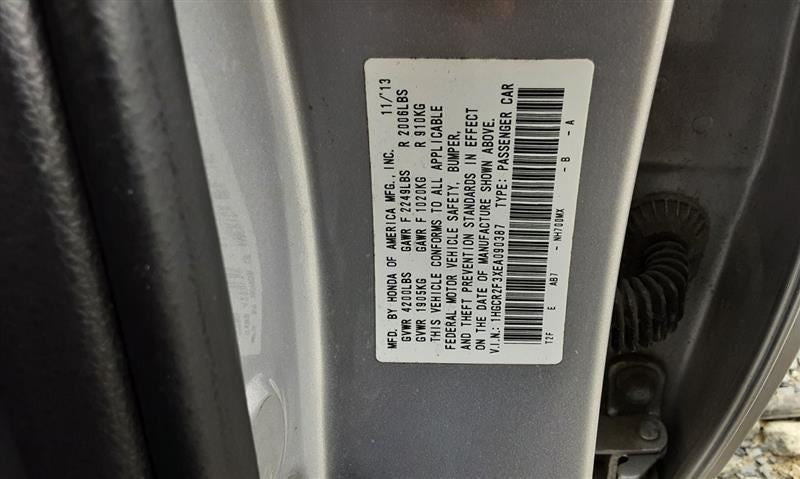 MFD. BY HONDA OF AMERICA MFG., INC. 11/'13
GVWR 4200LBS GAWR F 2249LBS R 2006LBS
GVWR 1905KG GAWR F 1020KG R 910KG
THIS VEHICLE CONFORMS TO ALL APPLICABLE
FEDERAL MOTOR VEHICLE SAFETY, BUMPER,
AND THEFT PREVENTION STANDARDS IN EFFECT
ON THE DATE OF MANUFACTURE SHOWN ABOVE.
V.I.N.: 1HGCR2F3XEA090387 TYPE: PASSENGER CAR
T2F E AB7 - NH700MX - B - A